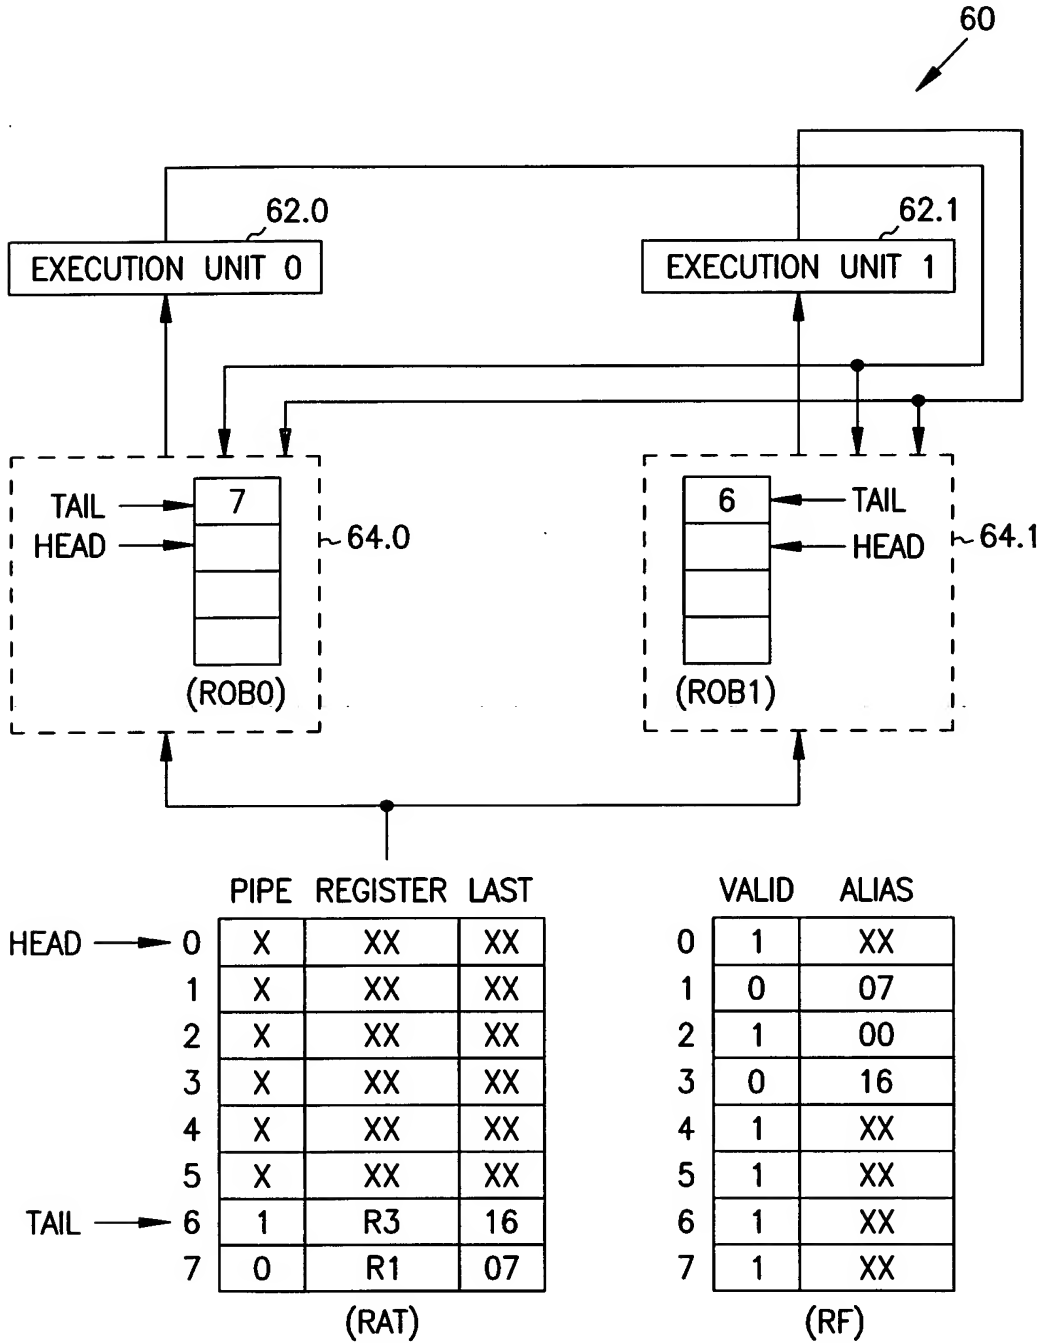 60
62.0 62.1
EXECUTION UNIT 0 EXECUTION UNIT 1
TAIL 7 6 TAIL
HEAD 64.0 HEAD 64.1
(ROB0) (ROB1)
PIPE REGISTER LAST VALID ALIAS
HEAD 0 X XX XX 0 1 XX
1 X XX XX 1 0 07
2 X XX XX 2 1 00
3 X XX XX 3 0 16
4 X XX XX 4 1 XX
5 X XX XX 5 1 XX
TAIL 6 1 R3 16 6 1 XX
7 0 R1 07 7 1 XX
(RAT) (RF)